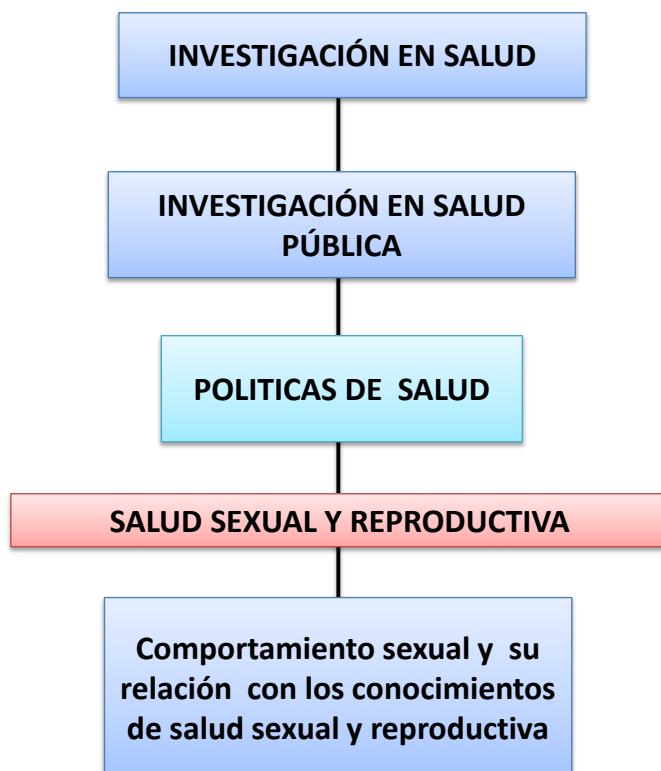 INVESTIGACIÓN EN SALUD
INVESTIGACIÓN EN SALUD
PÚBLICA
POLITICAS DE SALUD
SALUD SEXUAL Y REPRODUCTIVA
Comportamiento sexual y su
relación con los conocimientos
de salud sexual y reproductiva